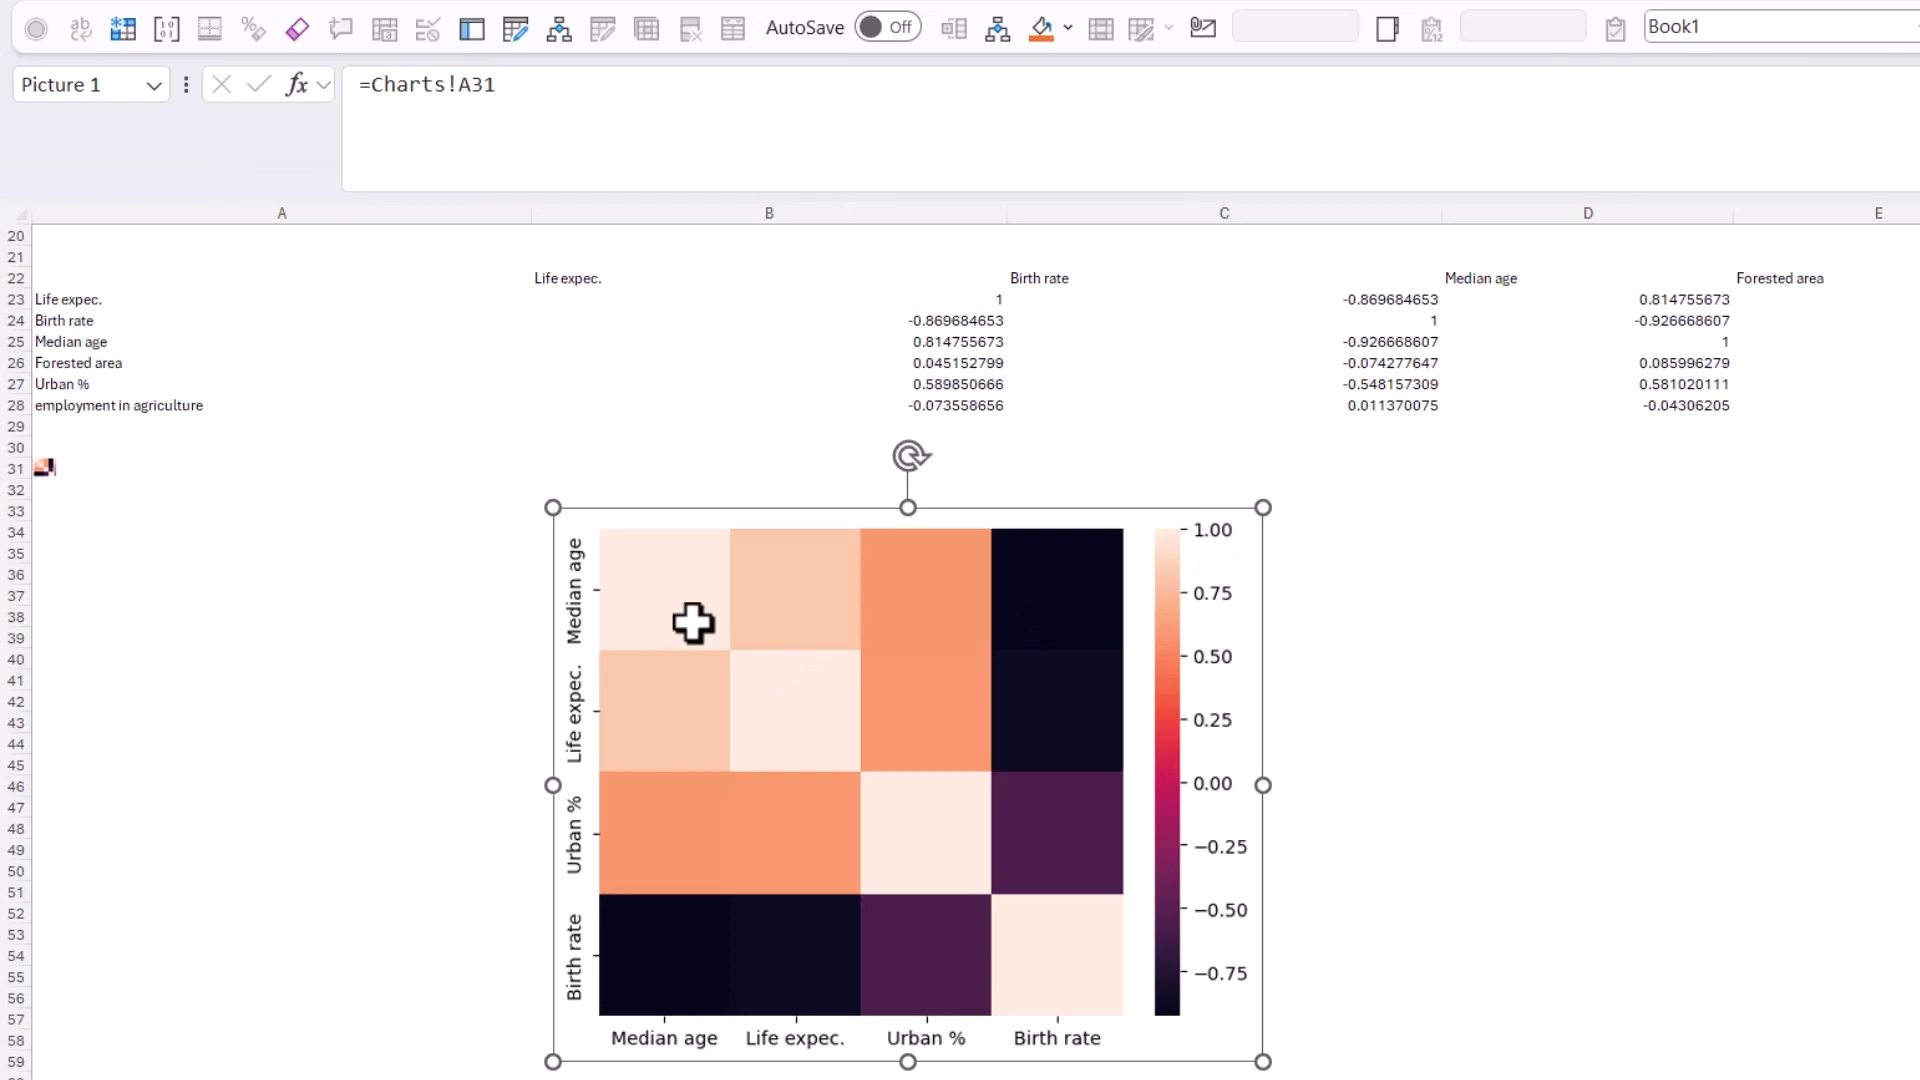 AutoSave Off Book1
Picture 1 fx =Charts!A31
A B C D E
20
21
22 Life expec. Birth rate Median age Forested area
23 Life expec. 1 -0.869684653 0.814755673
24 Birth rate -0.869684653 1 -0.926668607
25 Median age 0.814755673 -0.926668607 1
26 Forested area 0.045152799 -0.074277647 0.085996279
27 Urban % 0.589850666 -0.548157309 0.581020111
28 employment in agriculture -0.073558656 0.011370075 -0.04306205
29
30
31
32
33
34
35
36
37
38
39
40
41
42
43
44
45
46
47
48
49
50
51
52
53
54
55
56
57
58
59
Median age
Life expec.
Urban %
Birth rate
Median age Life expec. Urban % Birth rate
1.00
0.75
0.50
0.25
0.00
−0.25
−0.50
−0.75